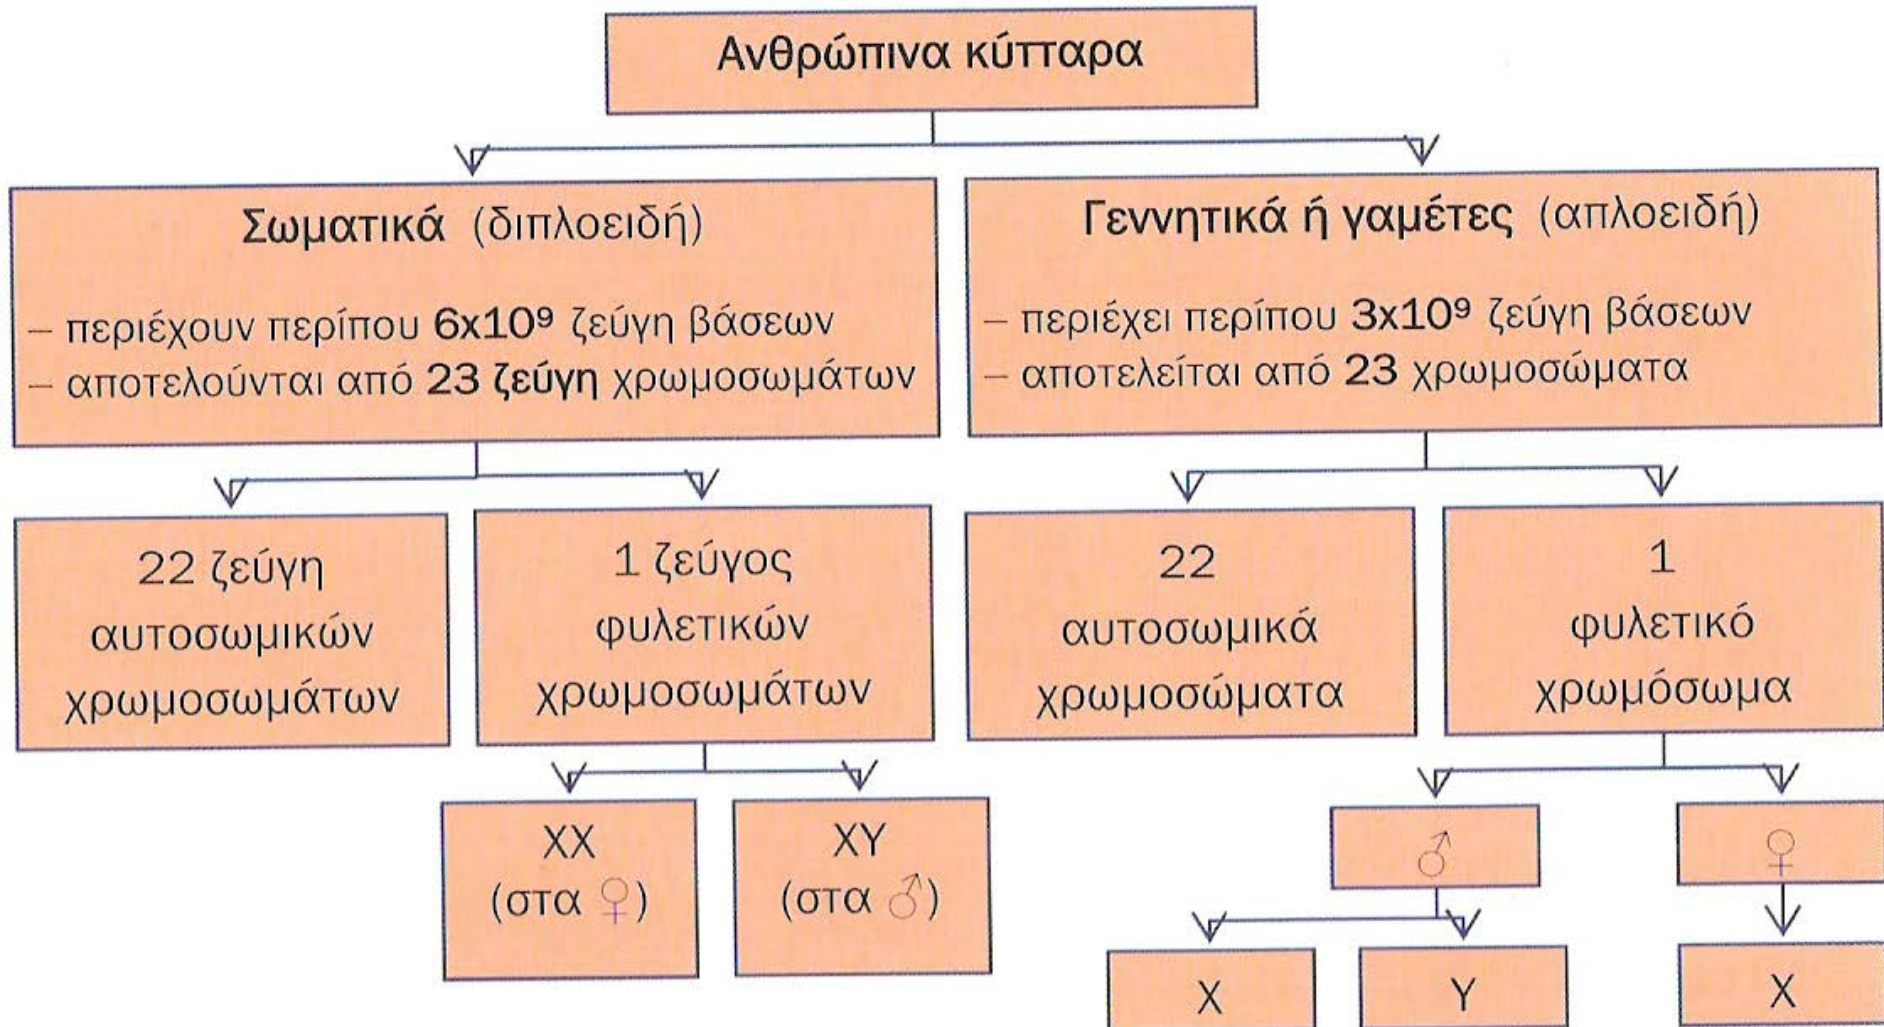 Ανθρώπινα κύτταρα
Σωματικά (διπλοειδή)
– περιέχουν περίπου 6x10⁹ ζεύγη βάσεων
– αποτελούνται από 23 ζεύγη χρωμοσωμάτων
Γεννητικά ή γαμέτες (απλοειδή)
– περιέχει περίπου 3x10⁹ ζεύγη βάσεων
– αποτελείται από 23 χρωμοσώματα
22 ζεύγη
αυτοσωμικών
χρωμοσωμάτων
1 ζεύγος
φυλετικών
χρωμοσωμάτων
22
αυτοσωμικά
χρωμοσώματα
1
φυλετικό
χρωμόσωμα
XX
(στα ♀)
XY
(στα ♂)
♂
♀
X
Y
X